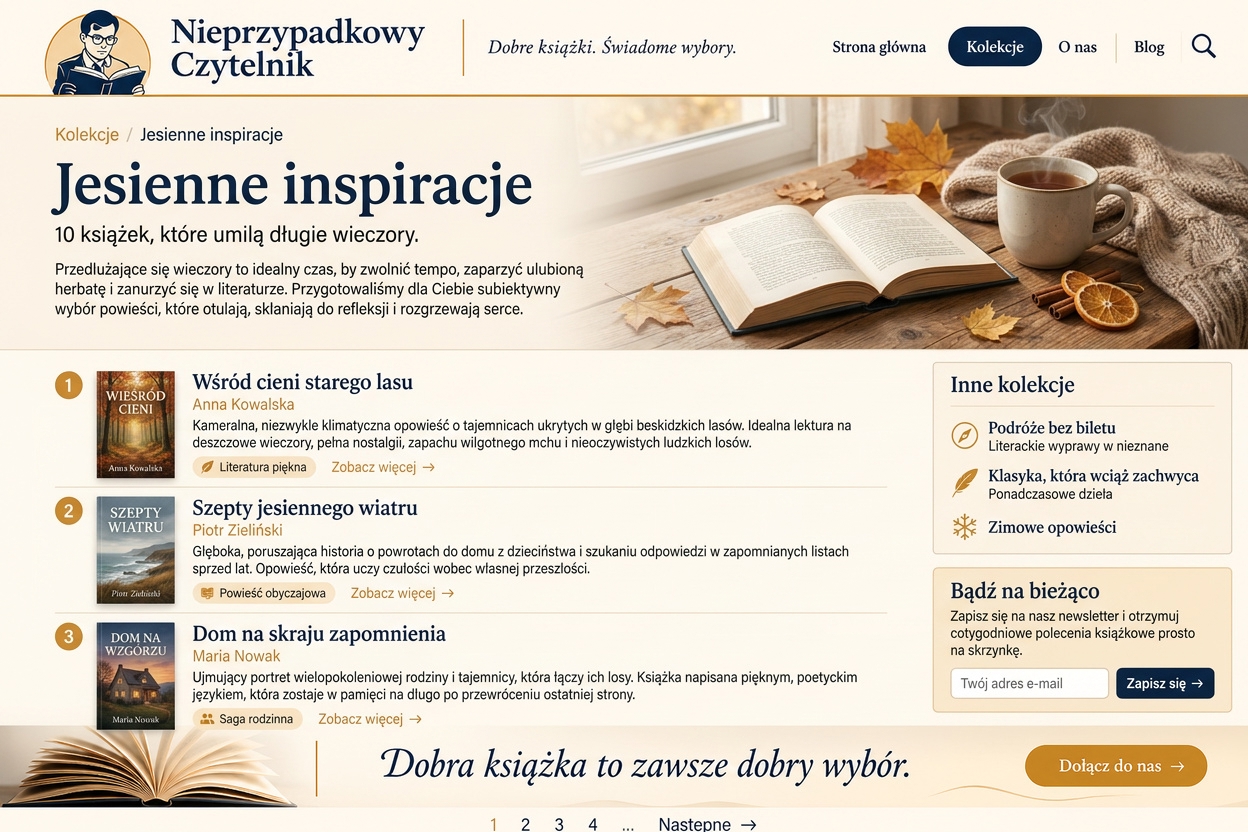 Nieprzypadkowy
Czytelnik
Dobre książki. Świadome wybory.
Strona główna
Kolekcje
O nas
Blog
Kolekcje / Jesienne inspiracje
Jesienne inspiracje
10 książek, które umilą długie wieczory.
Przedlużające się wieczory to idealny czas, by zwolnić tempo, zaparzyć ulubioną
herbatę i zanurzyć się w literaturze. Przygotowaliśmy dla Ciebie subiektywny
wybór powieści, które otulają, sklaniają do refleksji i rozgrzewają serce.
1
WIEŚRÓD
CIENI
Anna Kowalska
Wśród cieni starego lasu
Anna Kowalska
Kameralna, niezwykle klimatyczna opowieść o tajemnicach ukrytych w głębi beskidzkich lasów. Idealna lektura na
deszczowe wieczory, pełna nostalgii, zapachu wilgotnego mchu i nieoczywistych ludzkich losów.
Literatura piękna
Zobacz więcej →
2
SZEPTY
WIATRU
Piotr
Szepty jesiennego wiatru
Piotr Zieliński
Głęboka, poruszająca historia o powrotach do domu z dzieciństwa i szukaniu odpowiedzi w zapomnianych listach
sprzed lat. Opowieść, która uczy czulości wobec wlasnej przeszlości.
Powieść obyczajowa
Zobacz więcej →
3
DOM NA
WZGÓRZU
Maria Nowak
Dom na skraju zapomnienia
Maria Nowak
Ujmujący portret wielopokoleniowej rodziny i tajemnicy, która łączy ich losy. Książka napisana pięknym, poetyckim
językiem, która zostaje w pamięci na dlugo po przewróceniu ostatniej strony.
Saga rodzinna
Zobacz więcej →
Inne kolekcje
Podróże bez biletu
Literackie wyprawy w nieznane
Klasyka, która wciąż zachwyca
Ponadczasowe dzieła
Zimowe opowieści
Bądź na bieżąco
Zapisz się na nasz newsletter i otrzymuj
cotygodniowe polecenia książkowe prosto
na skrzynkę.
Twój adres e-mail
Zapisz się →
Dobra książka to zawsze dobry wybór.
Dołącz do nas →
1 2 3 4 ... Następne →